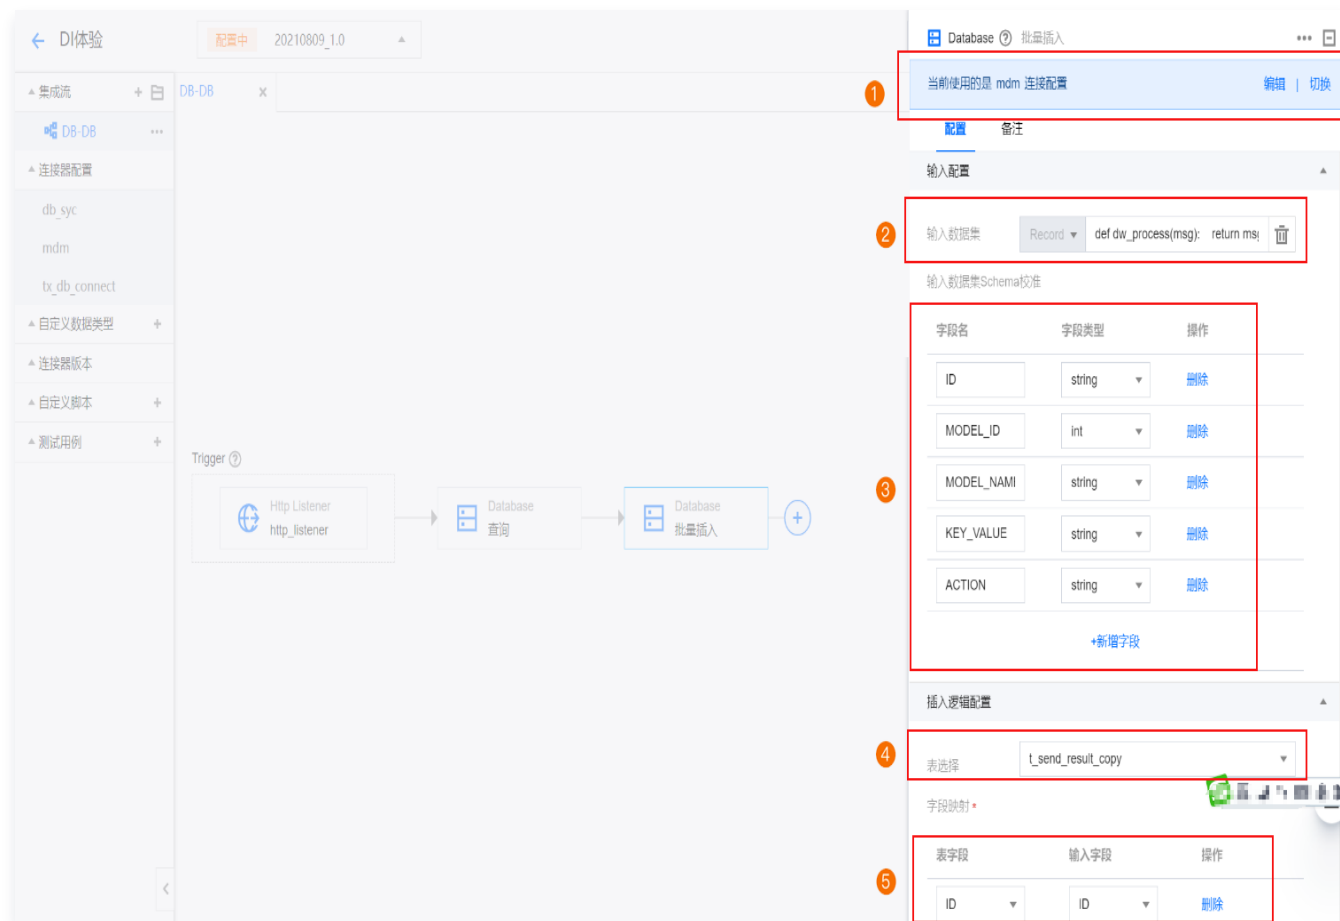 DI体验
配置中 20210809_1.0
集成流
DB-DB
连接器配置
db_syc
mdm
tx_db_connect
自定义数据类型
连接器版本
自定义脚本
测试用例
DB-DB x
Trigger ?
Http Listener
http_listener
Database
查询
Database
批量插入
Database ? 批量插入
1
当前使用的是 mdm 连接配置 编辑 | 切换
配置 备注
输入配置
2
输入数据集 Record def dw_process(msg): return msg
输入数据集Schema校准
3
字段名 字段类型 操作
ID string 删除
MODEL_ID int 删除
MODEL_NAMI string 删除
KEY_VALUE string 删除
ACTION string 删除
+新增字段
插入逻辑配置
4
表选择 t_send_result_copy
字段映射 *
5
表字段 输入字段 操作
ID ID 删除